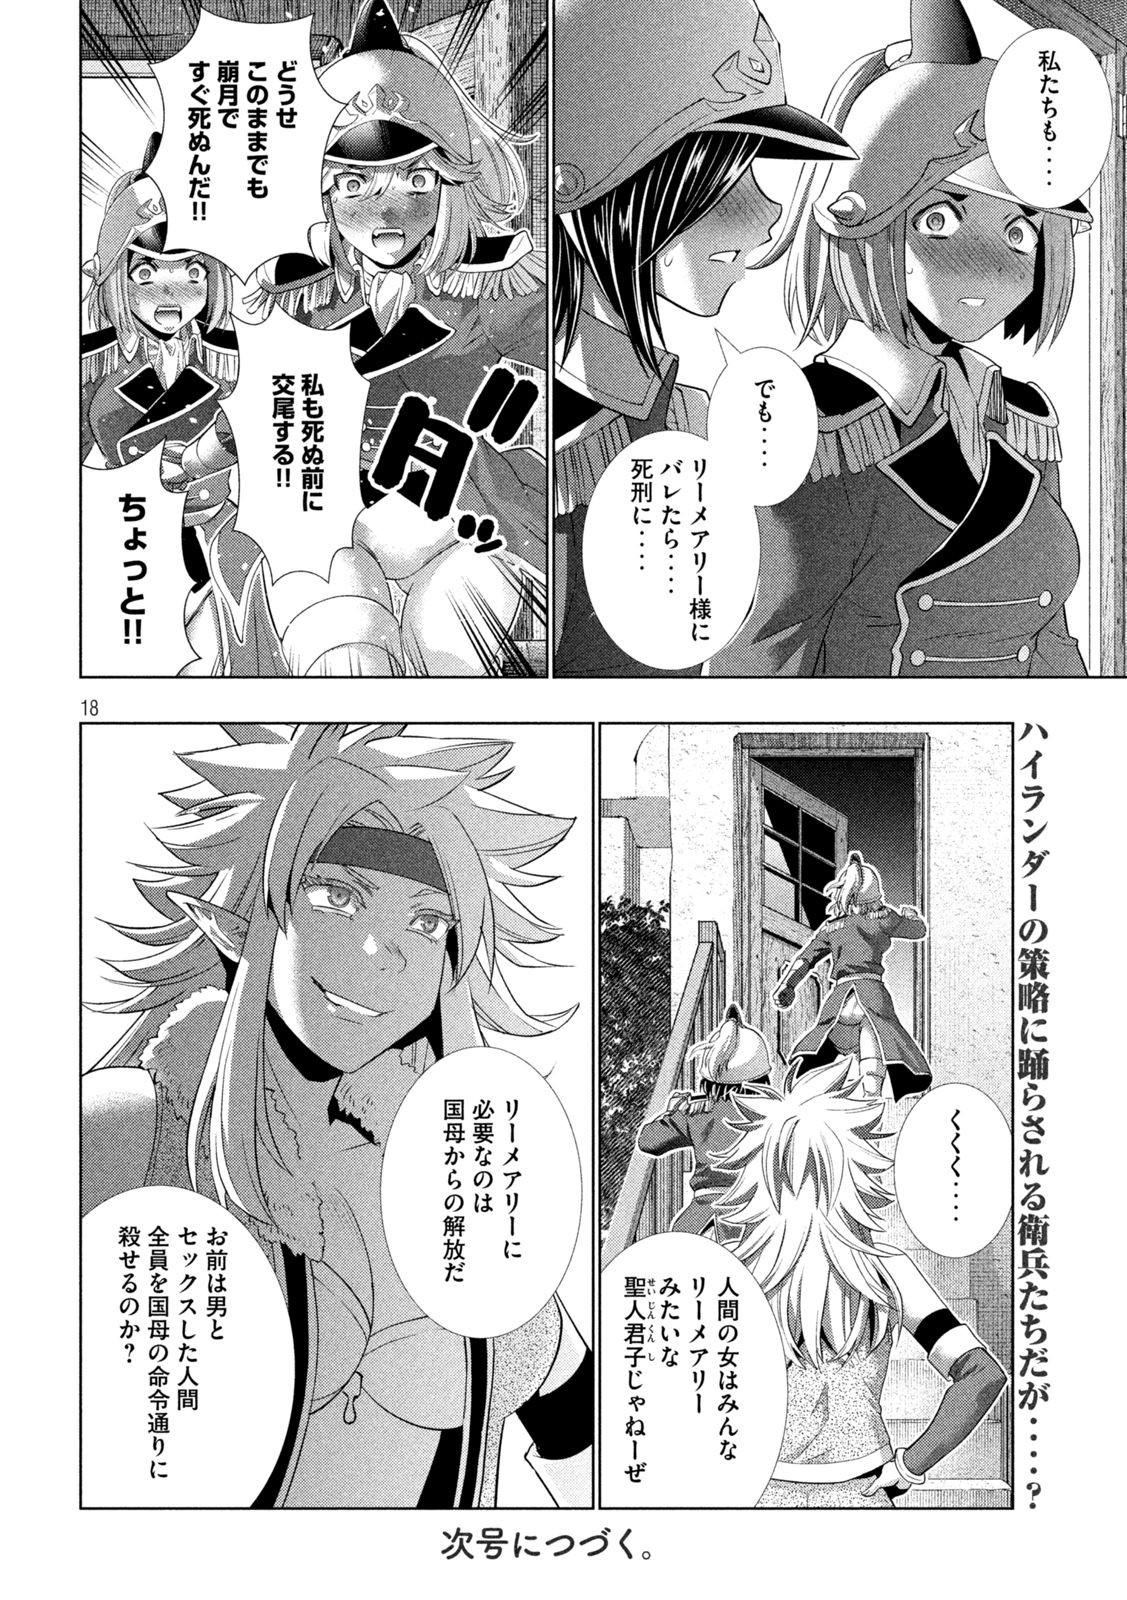 私たちも・・・・
でも・・・・
リーメアリー様に
バレたら・・・・
死刑に・・・・
どうせ
このままでも
崩月で
すぐ死ぬんだ!!
私も死ぬ前に
交尾する!!
ちょっと!!
18
ハイランダーの策略に踊らされる衛兵たちだが・・・・?
くくく・・・・
人間の女はみんな
リーメアリー
みたいな
聖人君子じゃねーぜ
せいじんくんし
リーメアリーに
必要なのは
国母からの解放だ
お前は男と
セックスした人間
全員を国母の命令通りに
殺せるのか?
次号につづく。